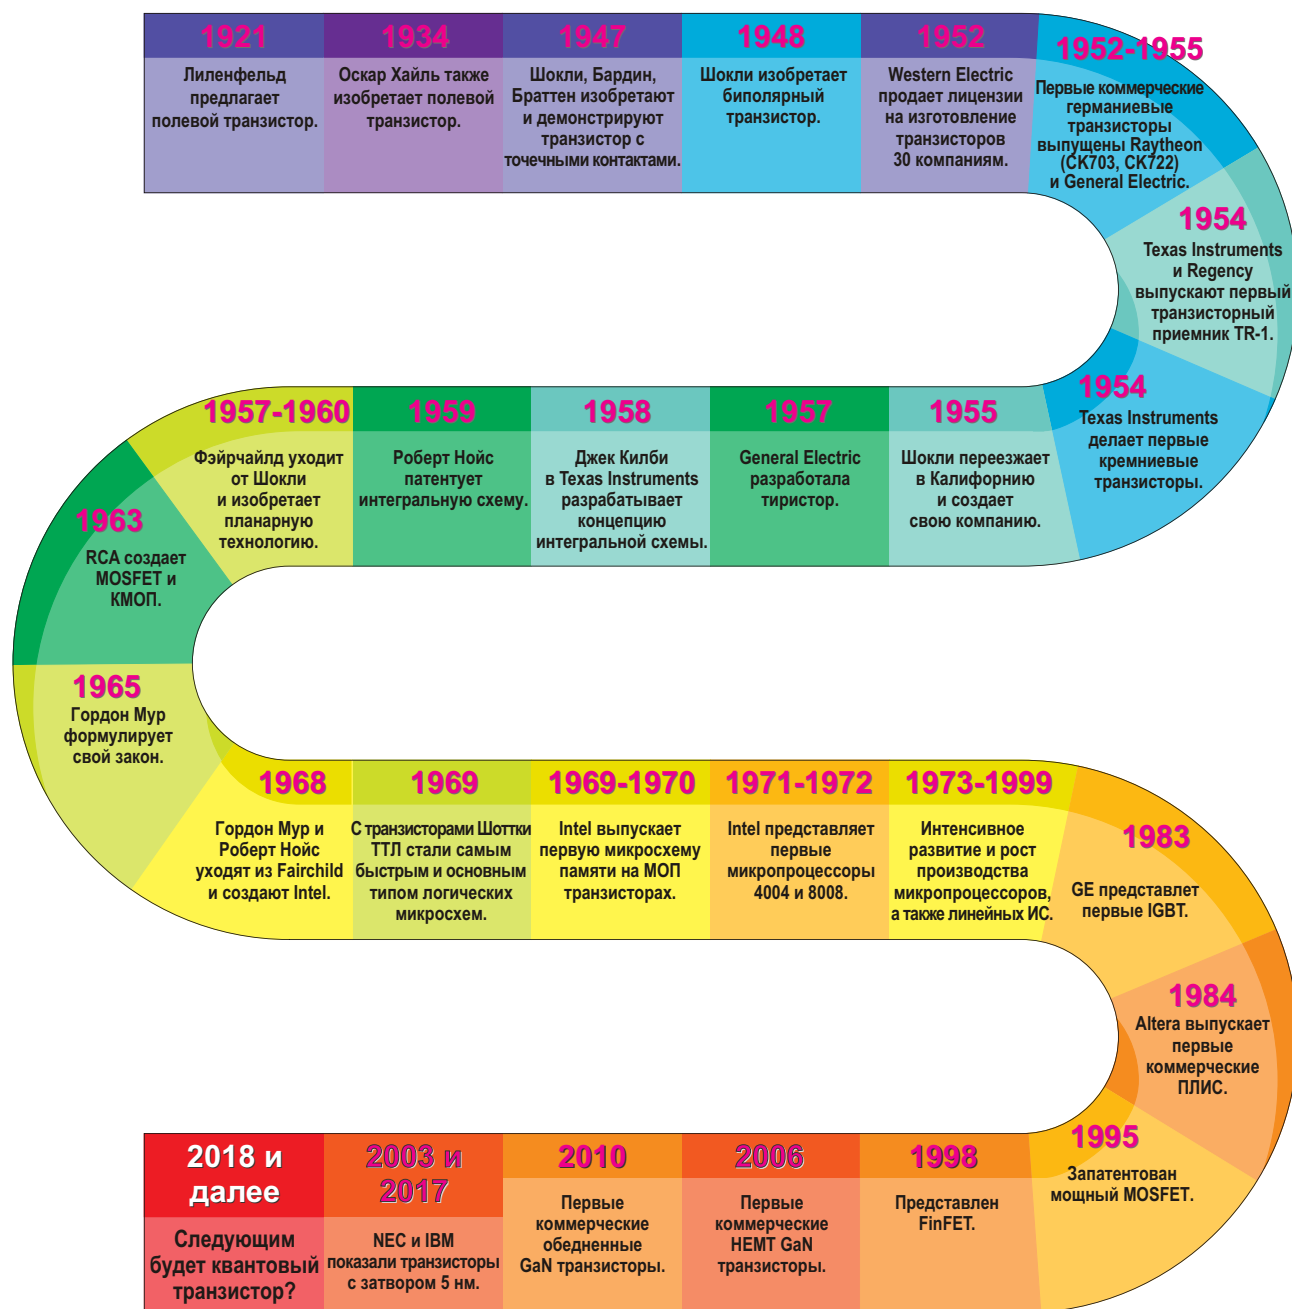 1921
Лиленфельд
предлагает
полевой транзистор.
1934
Оскар Хайль также
изобретает полевой
транзистор.
1947
Шокли, Бардин,
Браттен изобретают
и демонстрируют
транзистор с
точечными контактами.
1948
Шокли изобретает
биполярный
транзистор.
1952
Western Electric
продает лицензии
на изготовление
транзисторов
30 компаниям.
1952-1955
Первые коммерческие
германиевые
транзисторы
выпущены Raytheon
(CK703, CK722)
и General Electric.
1954
Texas Instruments
и Regency
выпускают первый
транзисторный
приемник TR-1.
1954
Texas Instruments
делает первые
кремниевые
транзисторы.
1955
Шокли переезжает
в Калифорнию
и создает
свою компанию.
1957
General Electric
разработала
тиристор.
1958
Джек Килби
в Texas Instruments
разрабатывает
концепцию
интегральной схемы.
1959
Роберт Нойс
патентует
интегральную схему.
1957-1960
Фэйрчайлд уходит
от Шокли
и изобретает
планарную
технологию.
1963
RCA создает
MOSFET и
КМОП.
1965
Гордон Мур
формулирует
свой закон.
1968
Гордон Мур и
Роберт Нойс
уходят из Fairchild
и создают Intel.
1969
С транзисторами Шоттки
ТТЛ стали самым
быстрым и основным
типом логических
микросхем.
1969-1970
Intel выпускает
первую микросхему
памяти на МОП
транзисторах.
1971-1972
Intel представляет
первые
микропроцессоры
4004 и 8008.
1973-1999
Интенсивное
развитие и рост
производства
микропроцессоров,
а также линейных ИС.
1983
GE представлет
первые IGBT.
1984
Altera выпускает
первые
коммерческие
ПЛИС.
1995
Запатентован
мощный MOSFET.
1998
Представлен
FinFET.
2006
Первые
коммерческие
HEMT GaN
транзисторы.
2010
Первые
коммерческие
обедненные
GaN транзисторы.
2003 и
2017
NEC и IBM
показали транзисторы
с затвором 5 нм.
2018 и
далее
Следующим
будет квантовый
транзистор?